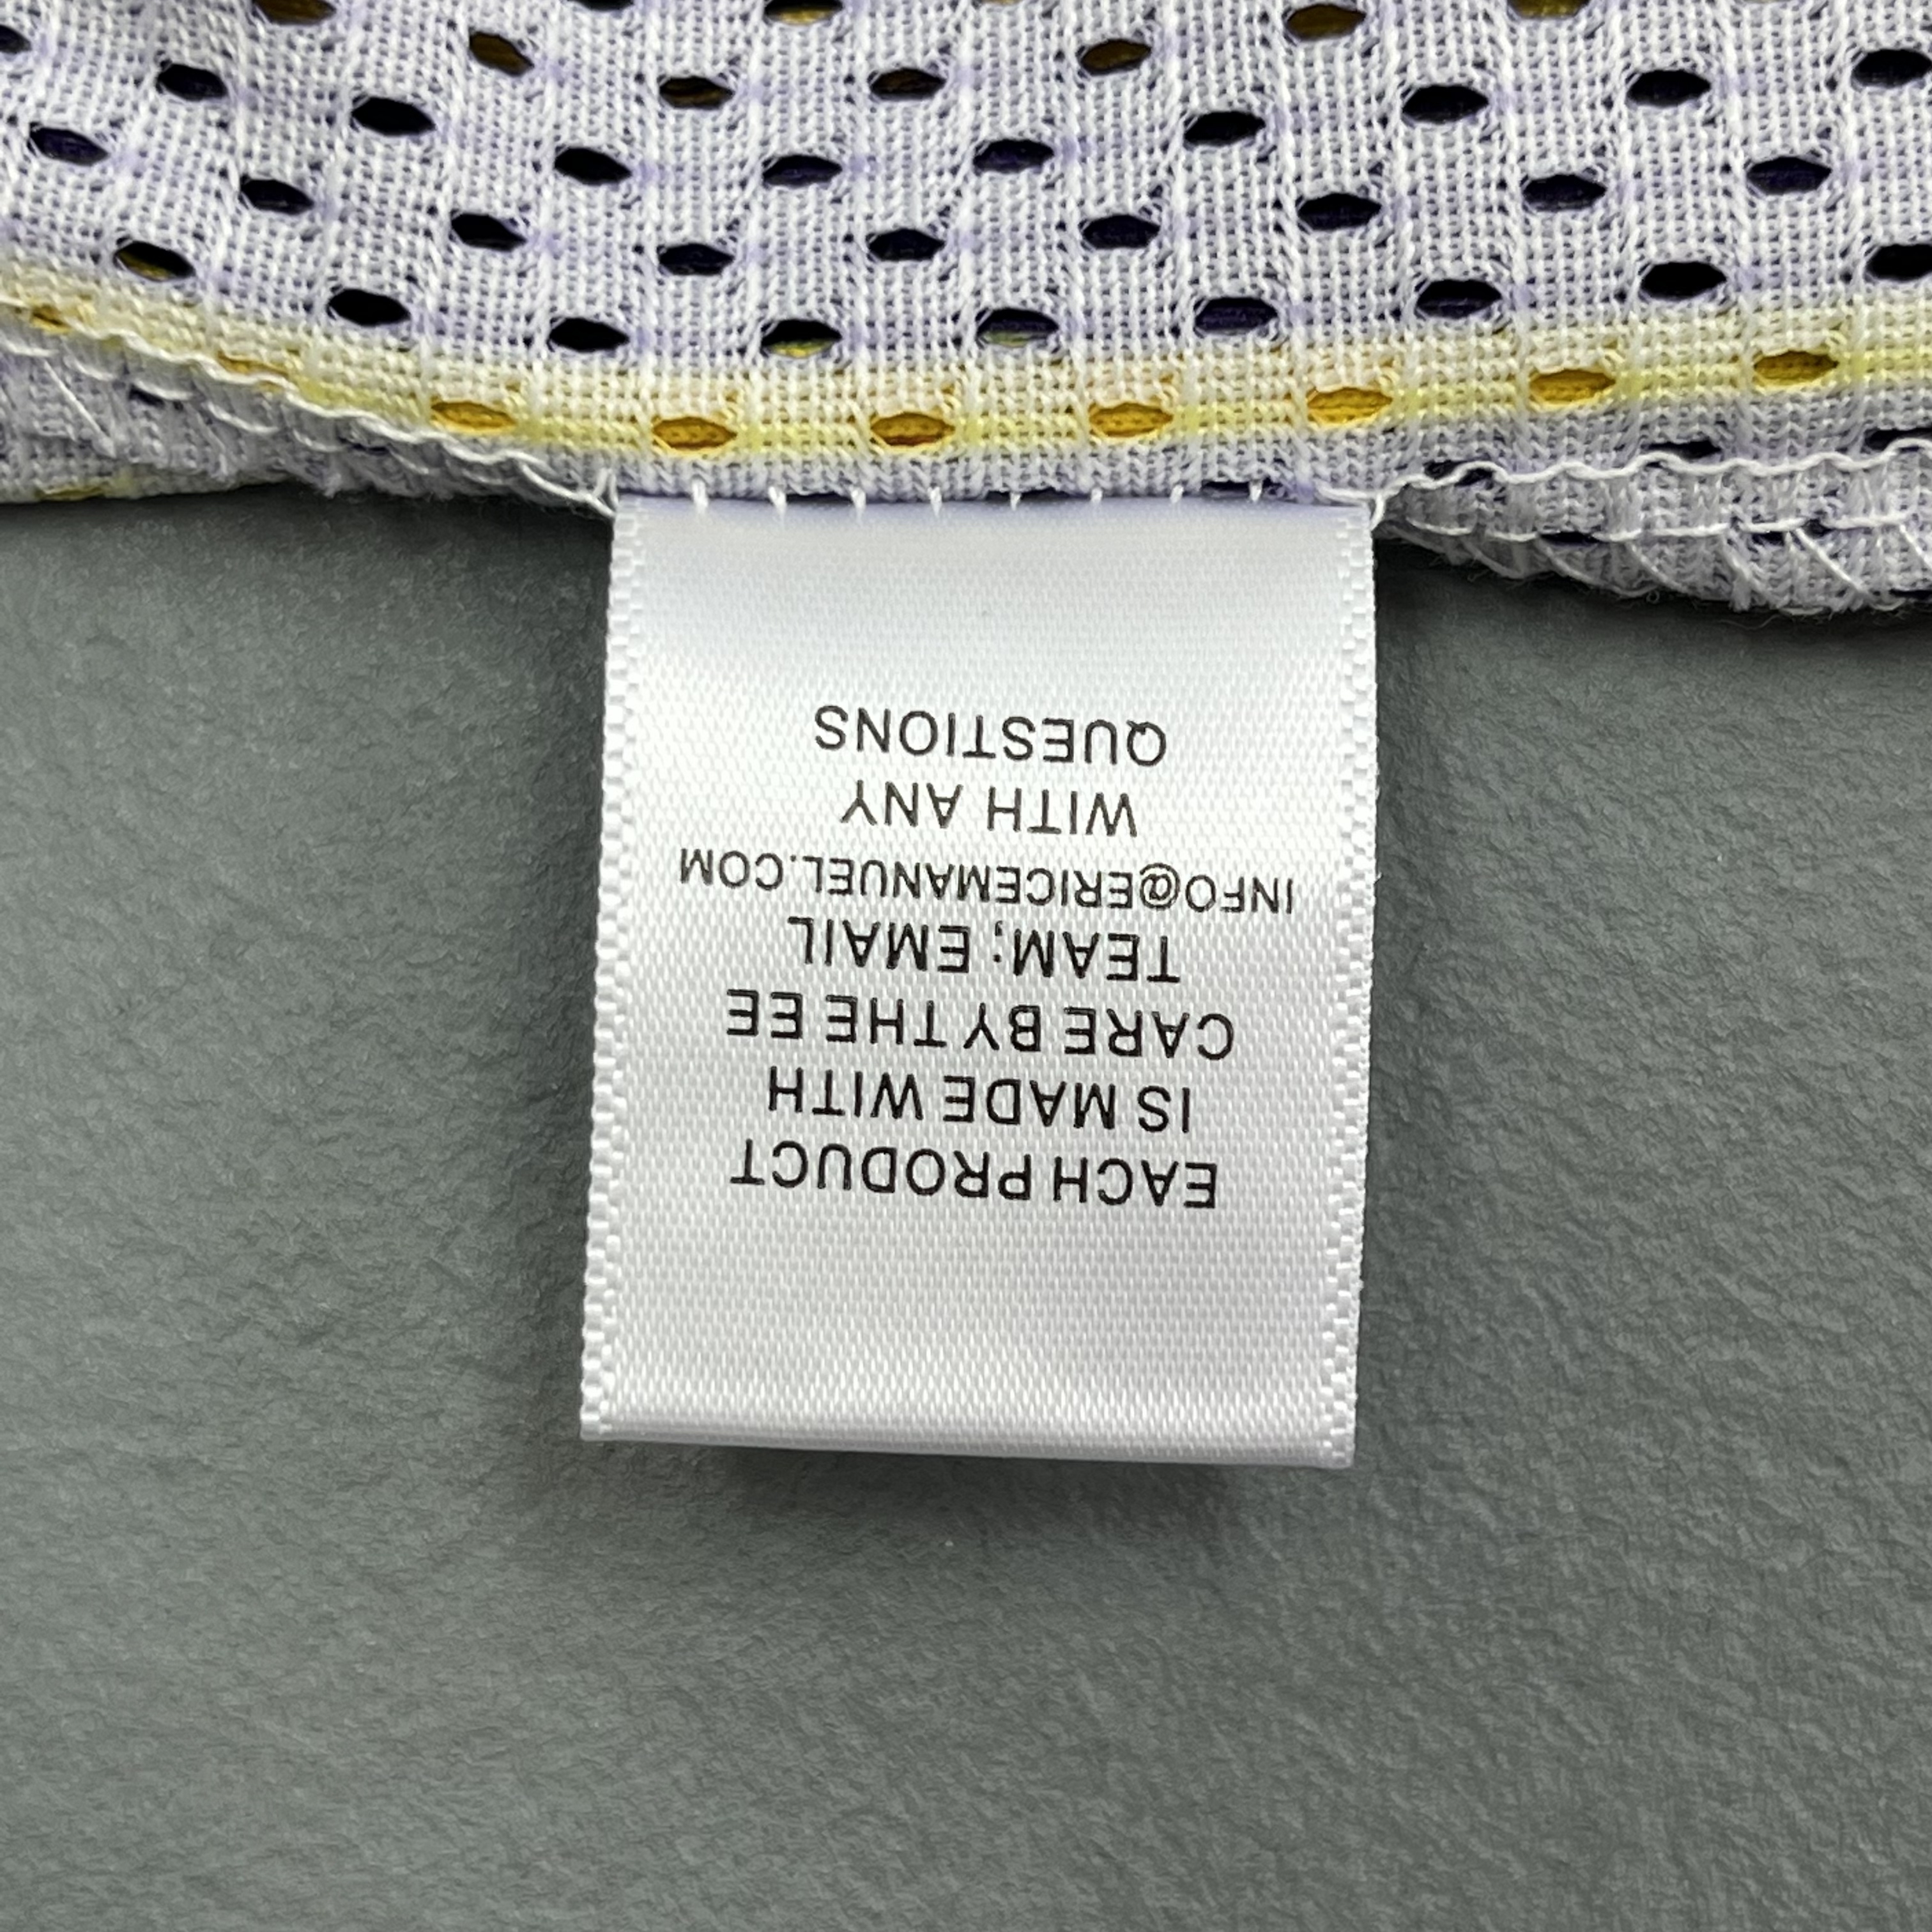 EACH PRODUCT
IS MADE WITH
CARE BY THE EE
TEAM; EMAIL
INFO@ERICEMANUEL.COM
WITH ANY
QUESTIONS